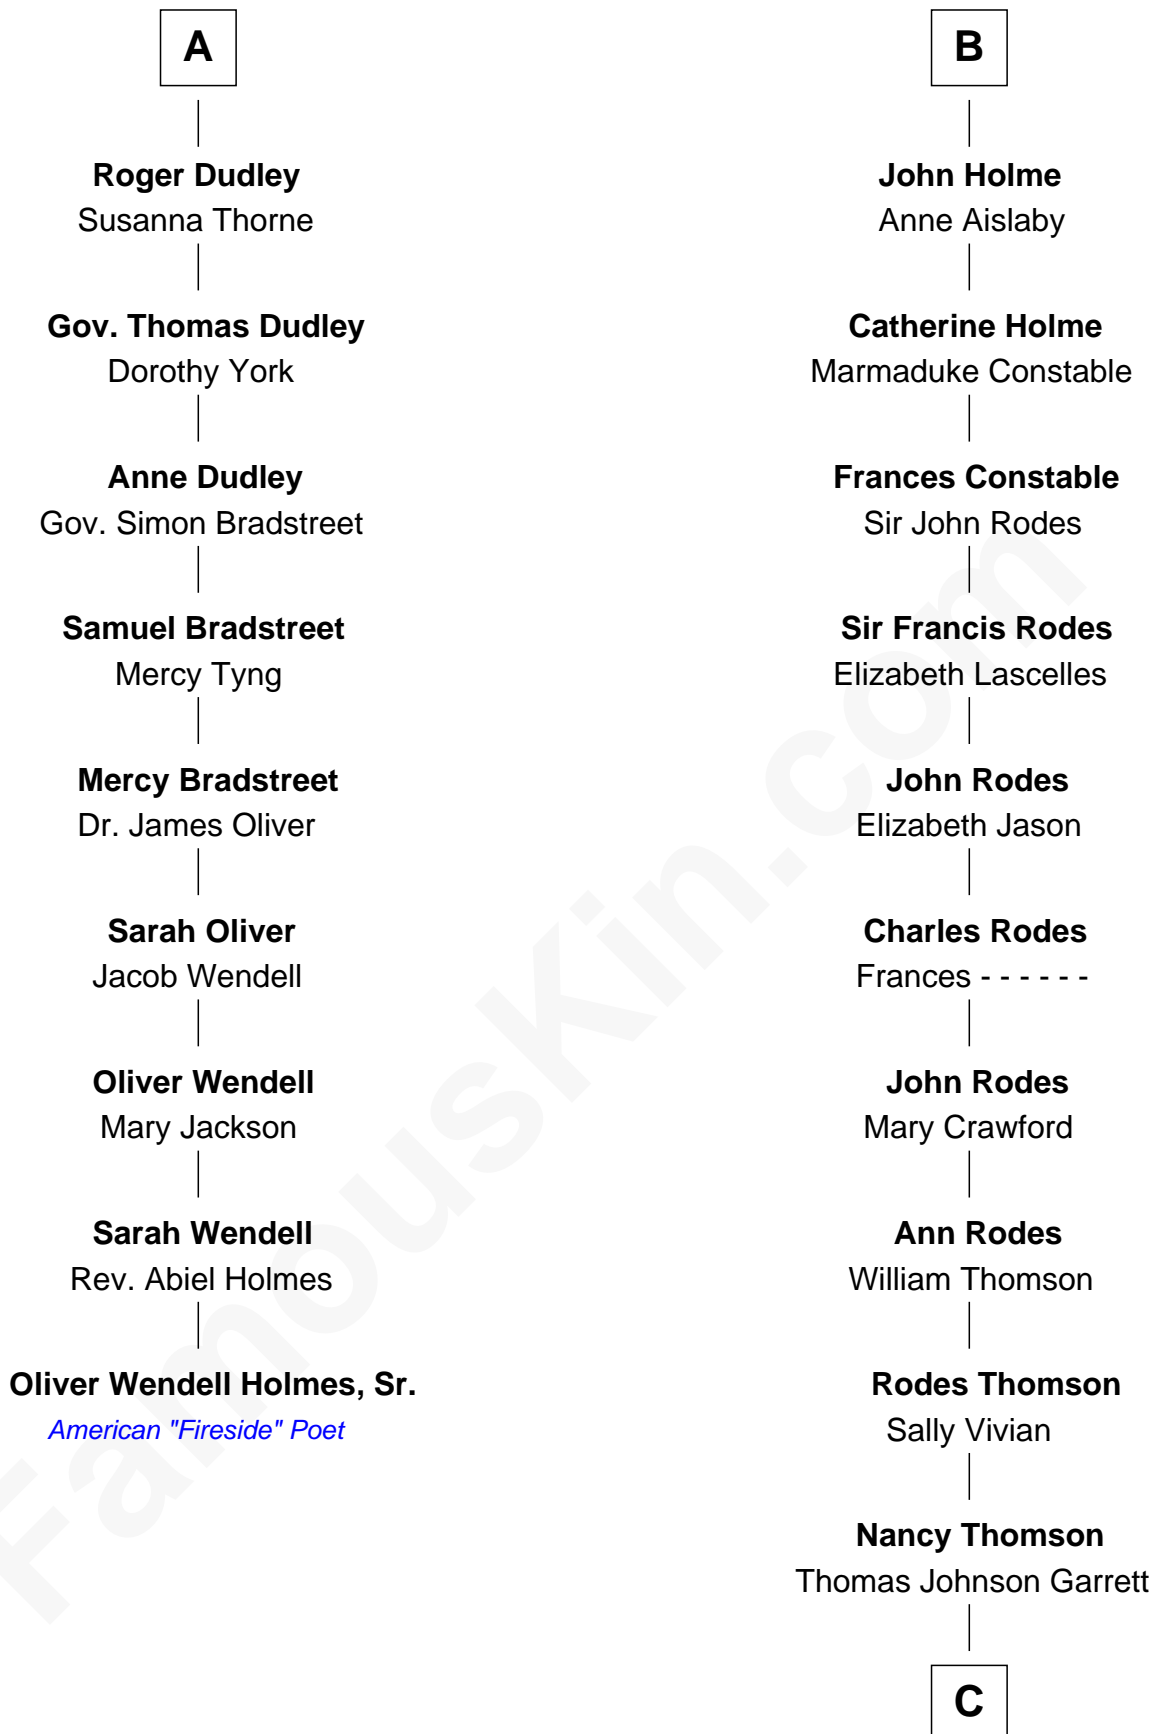 A
Roger Dudley
Susanna Thorne
Gov. Thomas Dudley
Dorothy York
Anne Dudley
Gov. Simon Bradstreet
Samuel Bradstreet
Mercy Tyng
Mercy Bradstreet
Dr. James Oliver
Sarah Oliver
Jacob Wendell
Oliver Wendell
Mary Jackson
Sarah Wendell
Rev. Abiel Holmes
Oliver Wendell Holmes, Sr.
American "Fireside" Poet
B
John Holme
Anne Aislaby
Catherine Holme
Marmaduke Constable
Frances Constable
Sir John Rodes
Sir Francis Rodes
Elizabeth Lascelles
John Rodes
Elizabeth Jason
Charles Rodes
Frances - - - - - -
John Rodes
Mary Crawford
Ann Rodes
William Thomson
Rodes Thomson
Sally Vivian
Nancy Thomson
Thomas Johnson Garrett
C
FamousKin.com